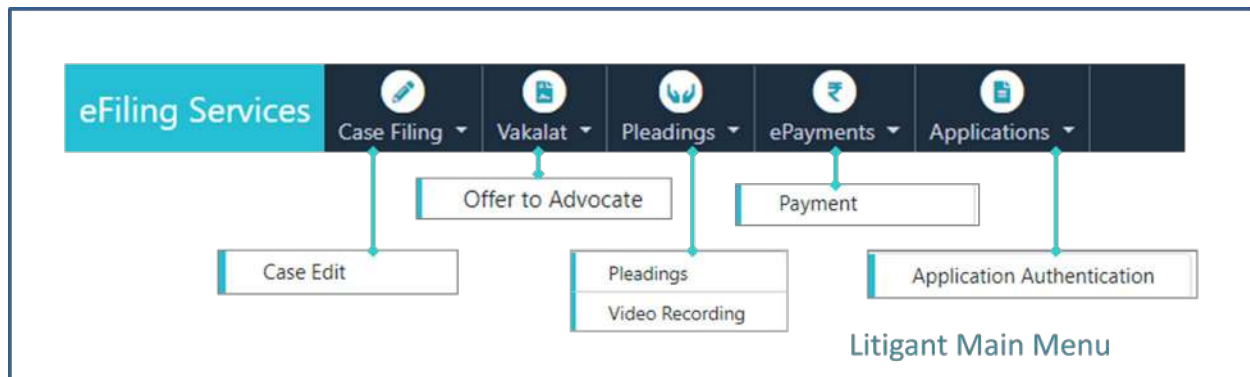 eFiling Services
Case Filing
Vakalat
Pleadings
₹
ePayments
Applications
Offer to Advocate
Payment
Case Edit
Pleadings
Video Recording
Application Authentication
Litigant Main Menu